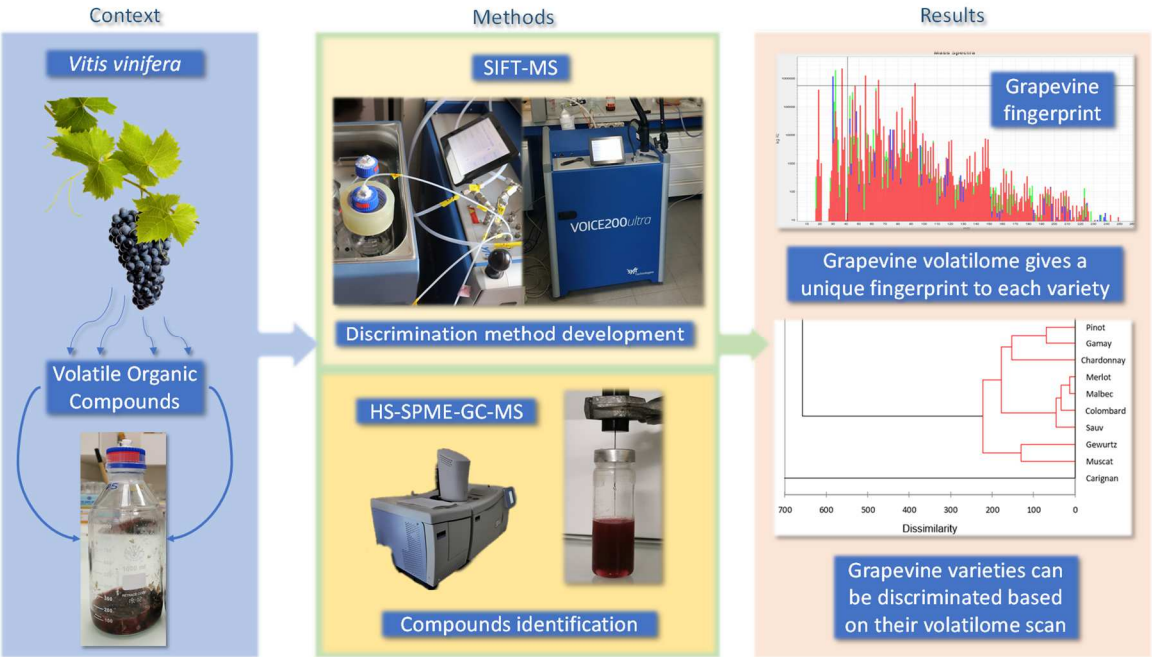 Context
Methods
Results
Vitis vinifera
Volatile Organic
Compounds
SIFT-MS
VOICE200ultra
Discrimination method development
HS-SPME-GC-MS
Compounds identification
Mass Spectra
Grapevine
fingerprint
Grapevine volatilome gives a
unique fingerprint to each variety
Pinot
Gamay
Chardonnay
Merlot
Malbec
Colombard
Sauv
Gewurtz
Muscat
Carignan
700 600 500 400 300 200 100 0
Dissimilarity
Grapevine varieties can
be discriminated based
on their volatilome scan